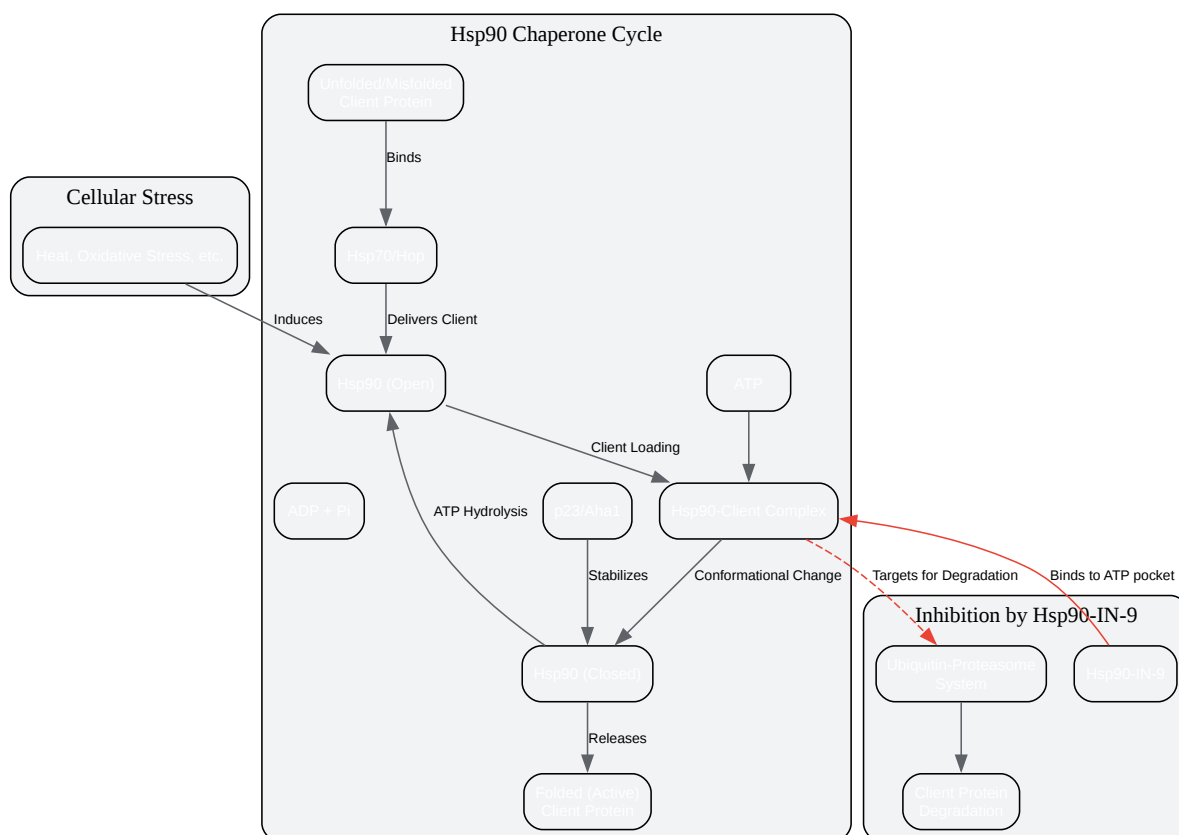 Hsp90 Chaperone Cycle
Unfolded/Misfolded
Client Protein
Binds
Cellular Stress
Heat, Oxidative Stress, etc.
Hsp70/Hop
Induces
Delivers Client
Hsp90 (Open)
ATP
Client Loading
ADP + Pi
ATP Hydrolysis
p23/Aha1
Hsp90-Client Complex
Stabilizes
Conformational Change
Targets for Degradation
Binds to ATP pocket
Inhibition by Hsp90-IN-9
Hsp90 (Closed)
Ubiquitin-Proteasome
System
Hsp90-IN-9
Releases
Folded (Active)
Client Protein
Client Protein
Degradation